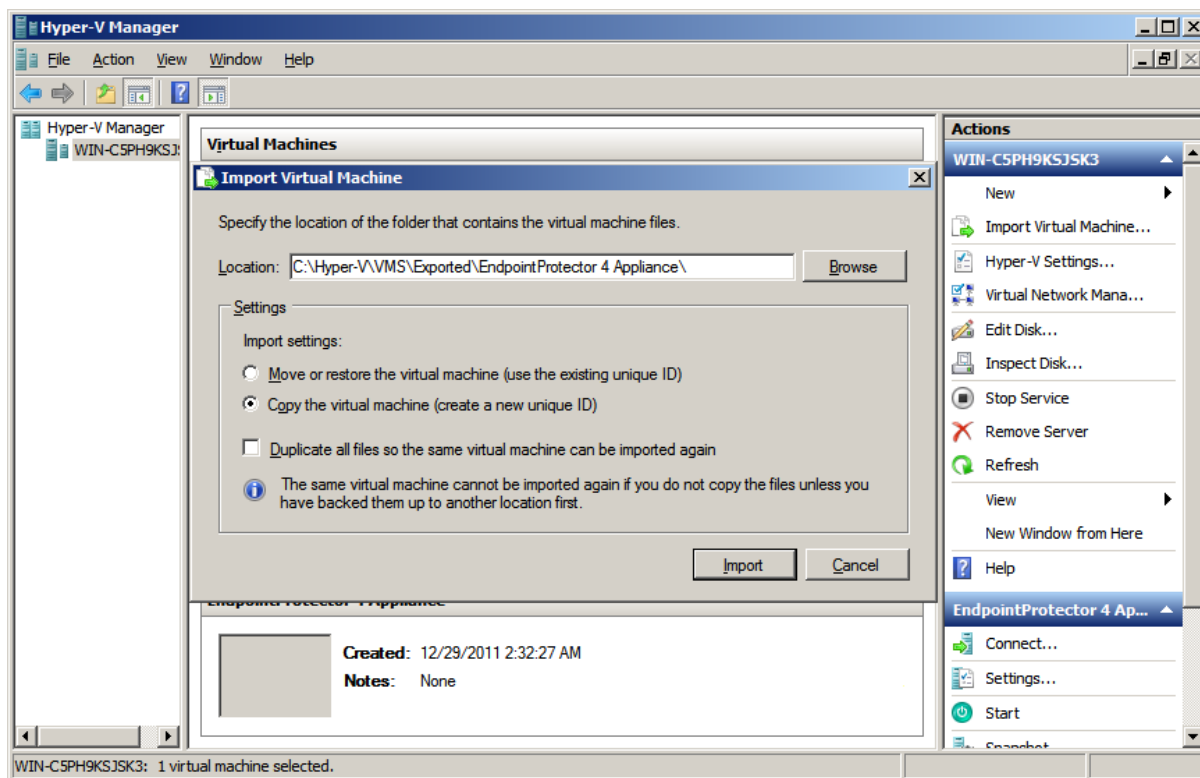 Hyper-V Manager
File Action View Window Help
Hyper-V Manager
WIN-C5PH9KSJ
Virtual Machines
Import Virtual Machine
Specify the location of the folder that contains the virtual machine files.
Location: C:\Hyper-V\VMS\Exported\EndpointProtector 4 Appliance\ Browse
Settings
Import settings:
Move or restore the virtual machine (use the existing unique ID)
Copy the virtual machine (create a new unique ID)
Duplicate all files so the same virtual machine can be imported again
The same virtual machine cannot be imported again if you do not copy the files unless you
have backed them up to another location first.
Import Cancel
EndpointProtector 4 Appliance
Created: 12/29/2011 2:32:27 AM
Notes: None
Actions
WIN-C5PH9KSJSK3
New
Import Virtual Machine...
Hyper-V Settings...
Virtual Network Mana...
Edit Disk...
Inspect Disk...
Stop Service
Remove Server
Refresh
View
New Window from Here
Help
EndpointProtector 4 Ap...
Connect...
Settings...
Start
Snapshot
WIN-C5PH9KSJSK3: 1 virtual machine selected.